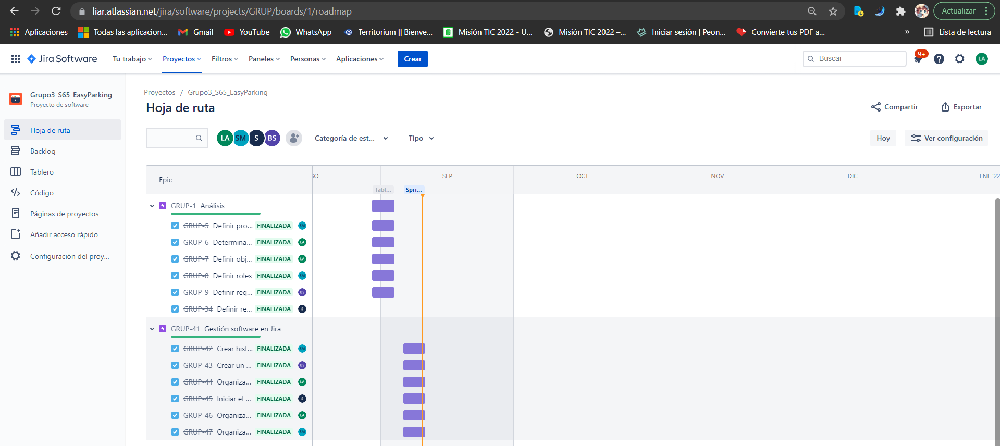 liar.atlassian.net/jira/software/projects/GRUP/boards/1/roadmap
Actualizar
Aplicaciones
Todas las aplicacion...
Gmail
YouTube
WhatsApp
Territorium || Bienve...
Misión TIC 2022 - U...
Misión TIC 2022 –...
Iniciar sesión | Peon...
Convierte tus PDF a...
»
Lista de lectura
Jira Software
Tu trabajo
Proyectos
Filtros
Paneles
Personas
Aplicaciones
Crear
Buscar
9+
LA
Grupo3_S65_EasyParking
Proyecto de software
Hoja de ruta
Backlog
Tablero
Código
Páginas de proyectos
Añadir acceso rápido
Configuración del proy...
Proyectos / Grupo3_S65_EasyParking
Hoja de ruta
Compartir
Exportar
LA SM S BS
Categoría de est...
Tipo
Hoy
Ver configuración
Epic
GO SEP OCT NOV DIC ENE '22
Tabl... Spri...
GRUP-1 Análisis
GRUP-5 Definir pro... FINALIZADA SM
GRUP-6 Determina... FINALIZADA LA
GRUP-7 Definir obj... FINALIZADA LA
GRUP-8 Definir roles FINALIZADA SM
GRUP-9 Definir req... FINALIZADA BS
GRUP-34 Definir re... FINALIZADA S
GRUP-41 Gestión software en Jira
GRUP-42 Crear hist... FINALIZADA SM
GRUP-43 Crear un ... FINALIZADA BS
GRUP-44 Organiza... FINALIZADA LA
GRUP-45 Iniciar el ... FINALIZADA S
GRUP-46 Organiza... FINALIZADA LA
GRUP-47 Organiza... FINALIZADA SM